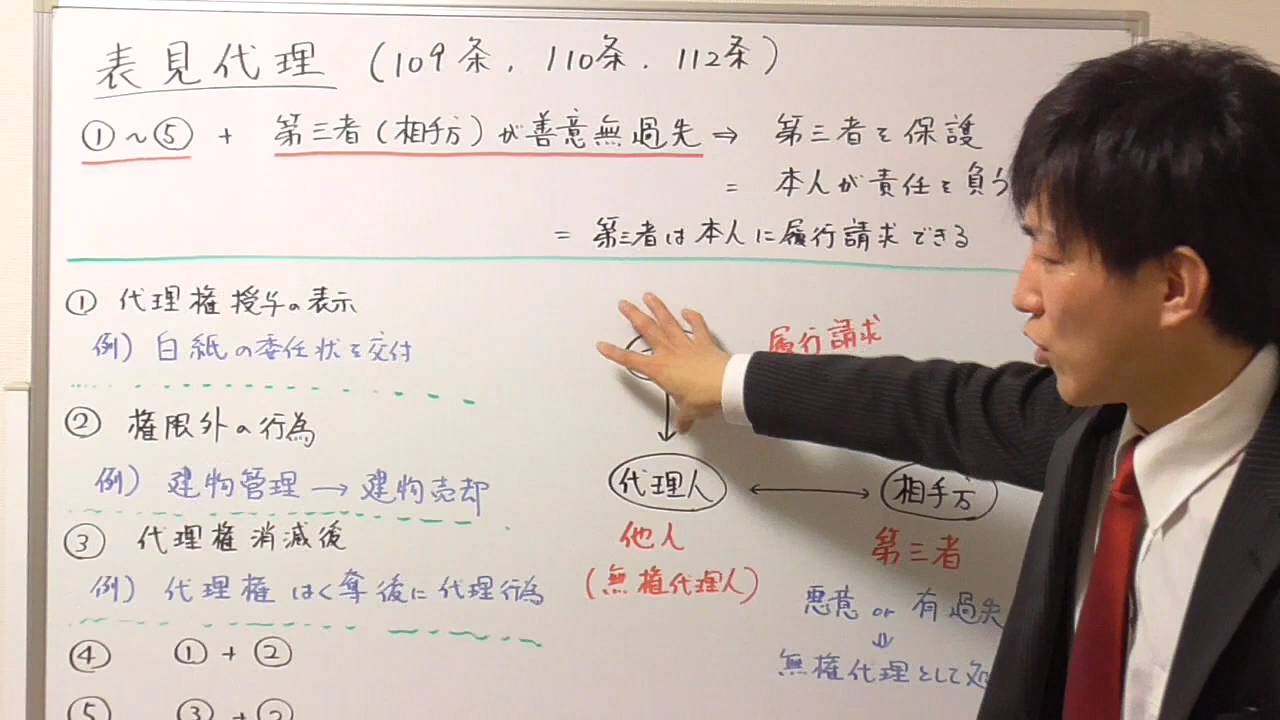 表見代理 (109条, 110条, 112条)
①~⑤ + 第三者(相手方)が善意無過失 ⇒ 第三者を保護
= 本人が責任を負う
= 第三者は本人に履行請求できる
① 代理権授与の表示
例) 白紙の委任状を交付
② 権限外の行為
例) 建物管理 → 建物売却
③ 代理権消滅後
例) 代理権はく奪後に代理行為
④ ①+②
⑤ ③+②
履行請求
代理人 ↔ 相手方
他人
(無権代理人)
第三者
悪意 or 有過失
⇓
無権代理として処